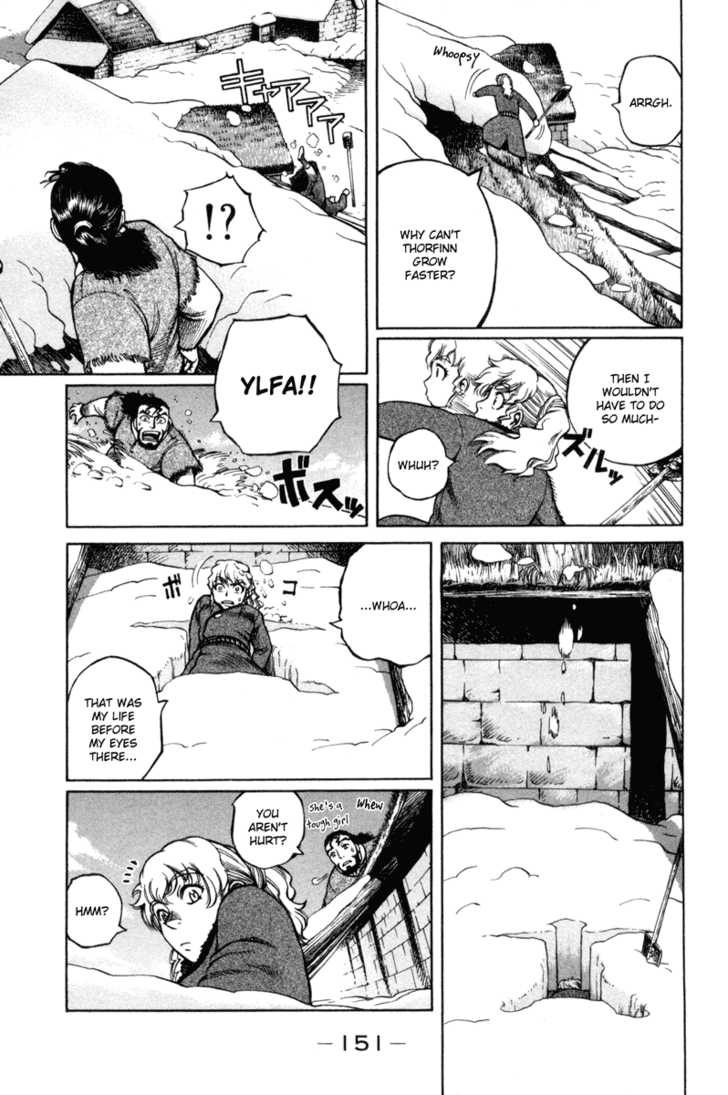 Whoopsy
ARRGH.
WHY CAN'T
THORFINN
GROW
FASTER?
キャアアアア
!?
THEN I
WOULDN'T
HAVE TO DO
SO MUCH-
WHUH?
ズルッ
YLFA!!
ボスッ
...WHOA...
ボコ
THAT WAS
MY LIFE
BEFORE
MY EYES
THERE...
Whew
she's a
tough girl
YOU
AREN'T
HURT?
HMM?
-151-